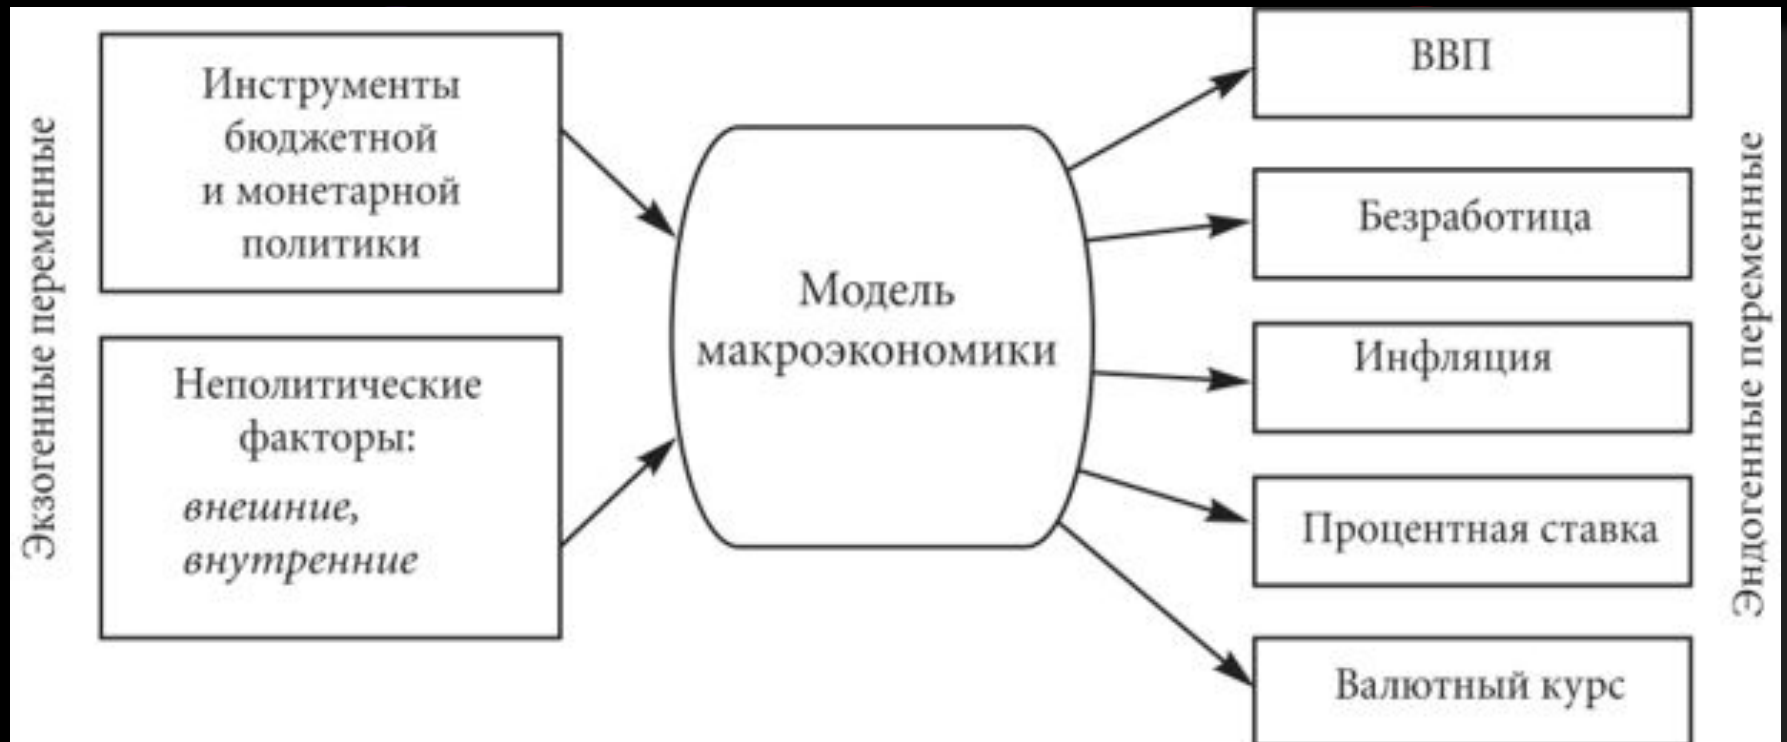 Экзогенные переменные
Инструменты
бюджетной
и монетарной
политики
Неполитические
факторы:
внешние,
внутренние
Модель
макроэкономики
ВВП
Безработица
Инфляция
Процентная ставка
Валютный курс
Эндогенные переменные